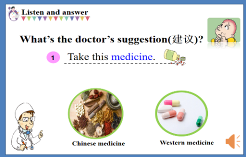 Listen and answer
What's the doctor's suggestion(建议)?
1 Take this medicine.
Chinese medicine
Western medicine